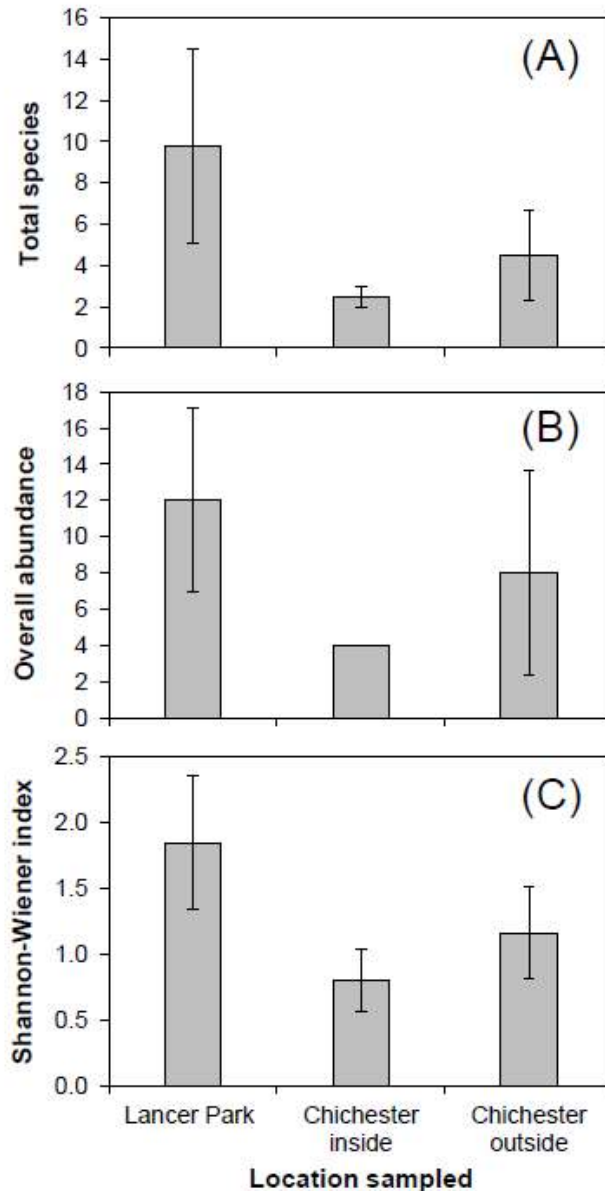 (A)
Total species
16
14
12
10
8
6
4
2
0
(B)
Overall abundance
18
16
14
12
10
8
6
4
2
0
(C)
Shannon-Wiener index
2.5
2.0
1.5
1.0
0.5
0.0
Lancer Park
Chichester
inside
Chichester
outside
Location sampled